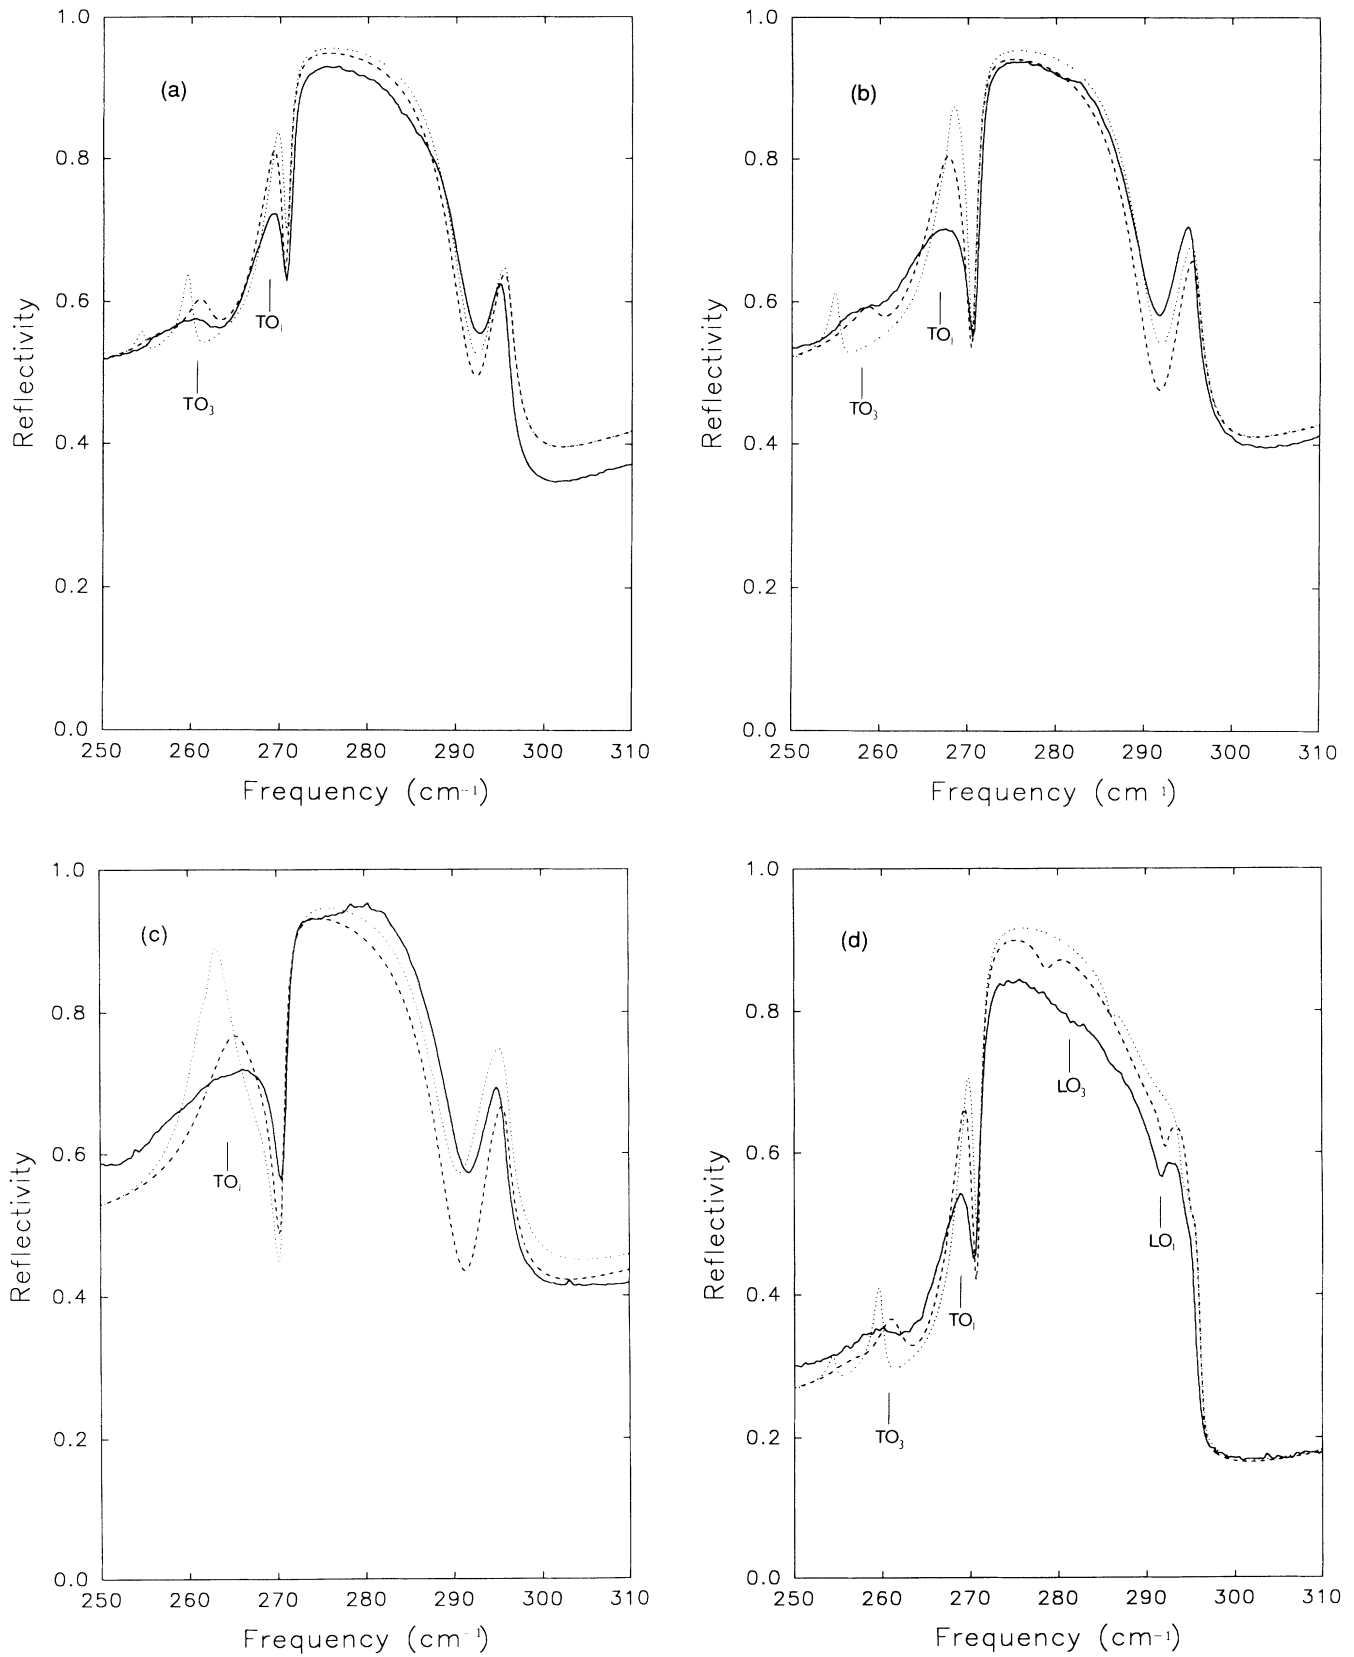 1.0
0.8
0.6
0.4
0.2
0.0
Reflectivity
(a)
TO₁
TO₃
250 260 270 280 290 300 310
Frequency (cm⁻¹)
1.0
0.8
0.6
0.4
0.2
0.0
Reflectivity
(b)
TO₁
TO₃
250 260 270 280 290 300 310
Frequency (cm ¹)
1.0
0.8
0.6
0.4
0.2
0.0
Reflectivity
(c)
TO₁
250 260 270 280 290 300 310
Frequency (cm⁻¹)
1.0
0.8
0.6
0.4
0.2
0.0
Reflectivity
(d)
LO₃
LO₁
TO₁
TO₃
250 260 270 280 290 300 310
Frequency (cm⁻¹)